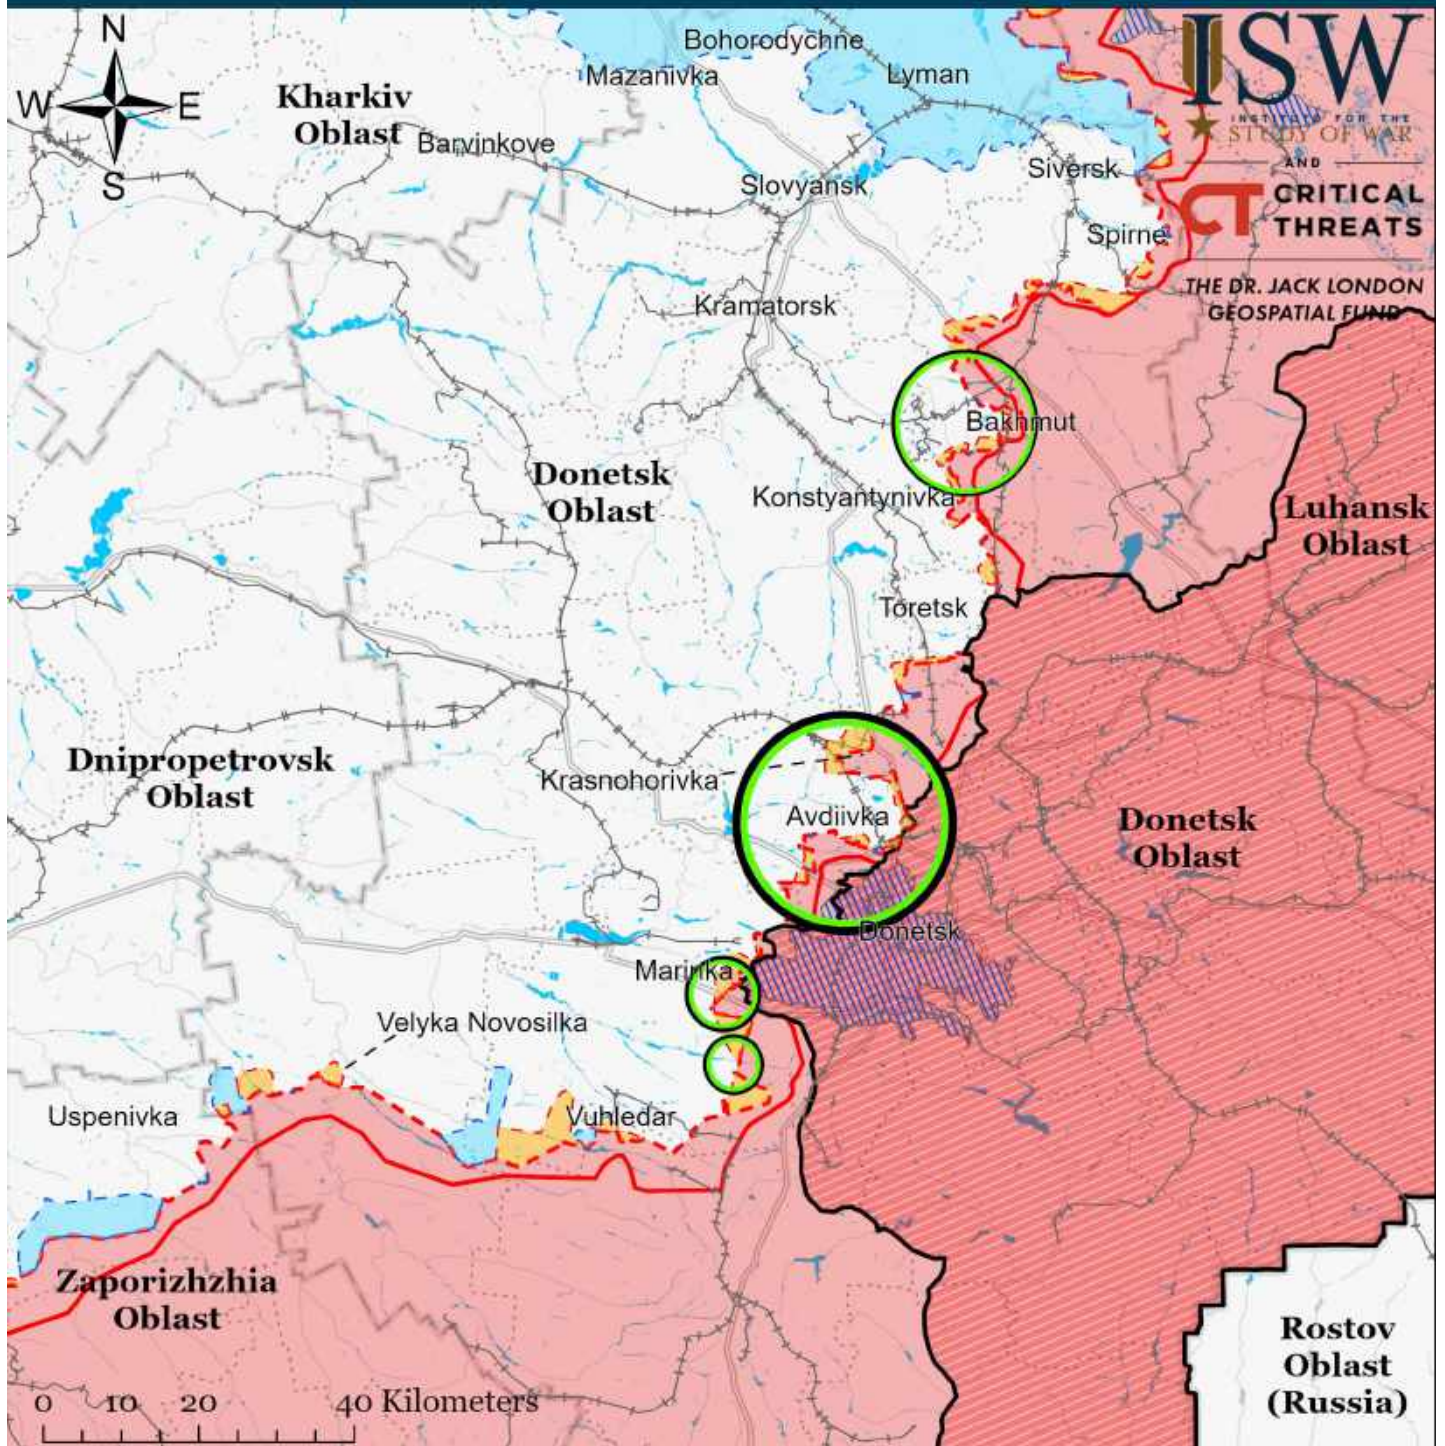 N
W
E
S
Kharkiv
Oblast
Bohorodychne
Mazanivka
Lyman
ISW
INSTITUTE FOR THE
STUDY OF WAR
AND
CT CRITICAL
THREATS
THE DR. JACK LONDON
GEOSPATIAL FUND
Barvinkove
Siversk
Slovyansk
Spirne
Kramatorsk
Bakhmut
Donetsk
Oblast
Konstyantynivka
Luhansk
Oblast
Toretsk
Dnipropetrovsk
Oblast
Krasnohorivka
Avdiivka
Donetsk
Oblast
Donetsk
Marinka
Velyka Novosilka
Uspenivka
Vuhledar
Zaporizhzhia
Oblast
Rostov
Oblast
(Russia)
0 10 20 40 Kilometers